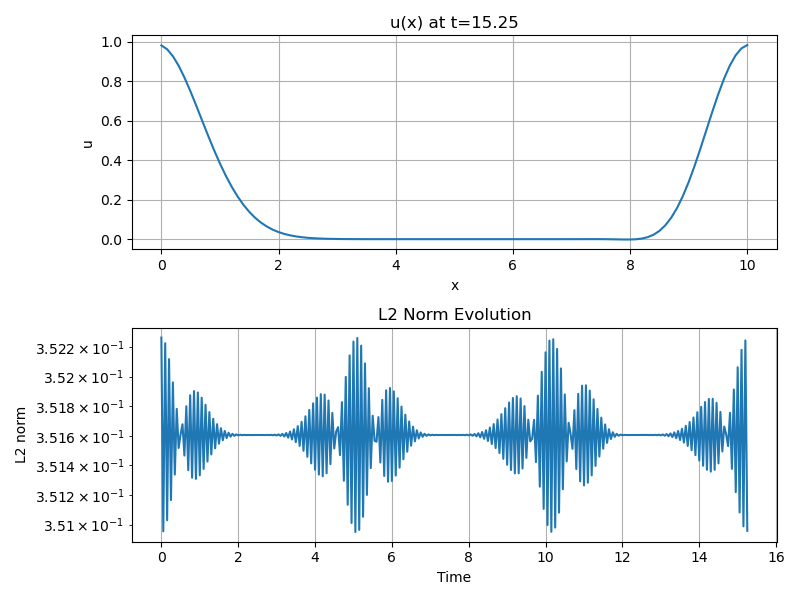 u(x) at t=15.25
1.0
0.8
0.6
0.4
0.2
0.0
u
0 2 4 6 8 10
x
L2 Norm Evolution
3.522 × 10⁻¹
3.52 × 10⁻¹
3.518 × 10⁻¹
3.516 × 10⁻¹
3.514 × 10⁻¹
3.512 × 10⁻¹
3.51 × 10⁻¹
L2 norm
0 2 4 6 8 10 12 14 16
Time